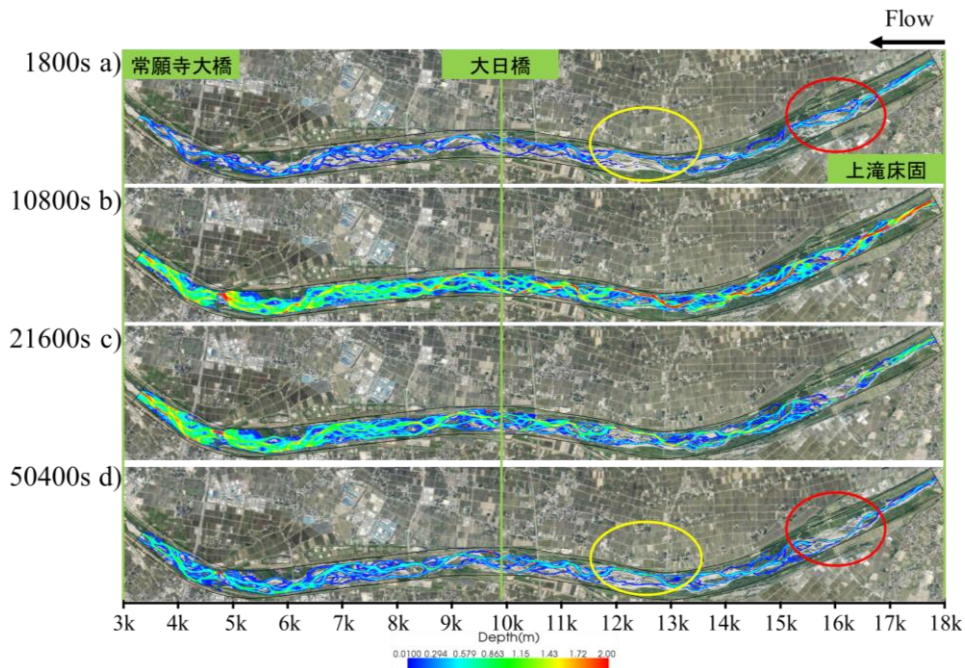 Flow
1800s a)
常願寺大橋
大日橋
上滝床固
10800s b)
21600s c)
50400s d)
3k 4k 5k 6k 7k 8k 9k 10k 11k 12k 13k 14k 15k 16k 17k 18k
Depth(m)
0.0100 0.294 0.579 0.863 1.15 1.43 1.72 2.00